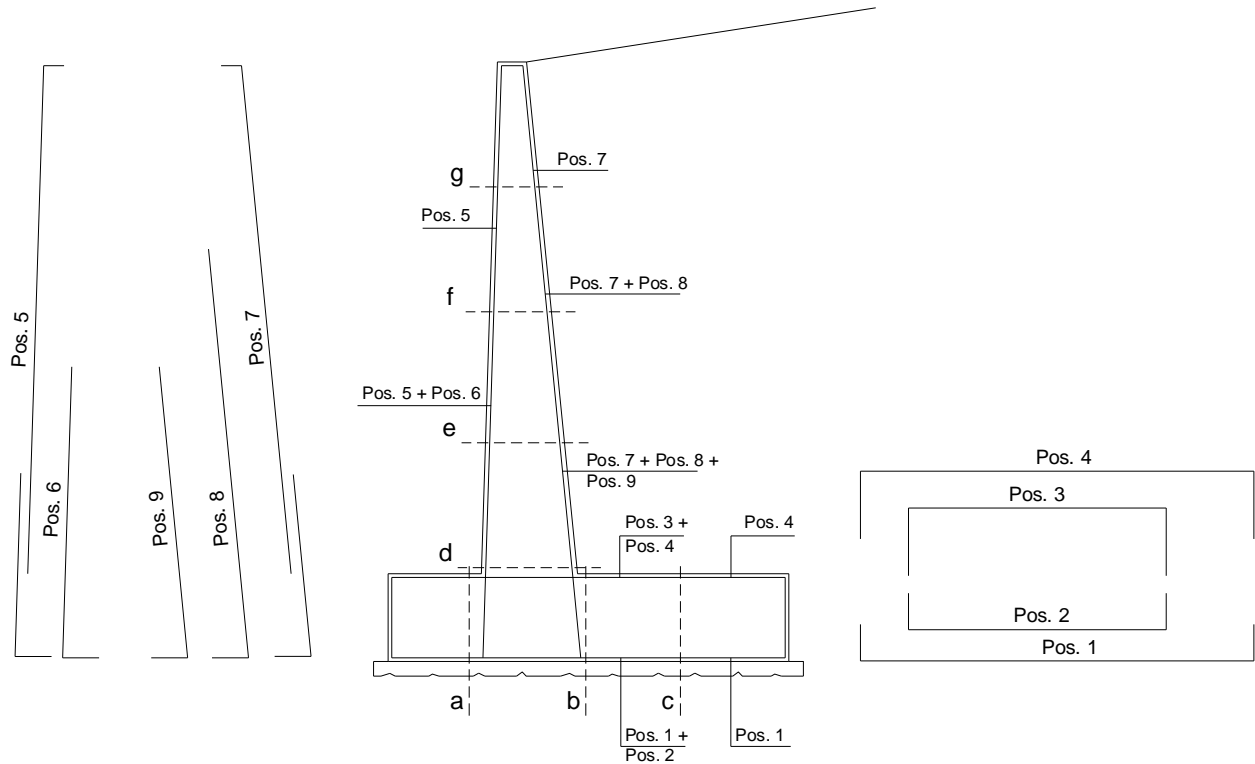 Pos. 7
g
Pos. 5
Pos. 7 + Pos. 8
f
Pos. 5
Pos. 7
Pos. 5 + Pos. 6
e
Pos. 7 + Pos. 8 +
Pos. 9
Pos. 4
Pos. 3
Pos. 6
Pos. 9
Pos. 8
Pos. 3 +
Pos. 4
Pos. 4
d
Pos. 2
Pos. 1
a
b
c
Pos. 1 +
Pos. 2
Pos. 1